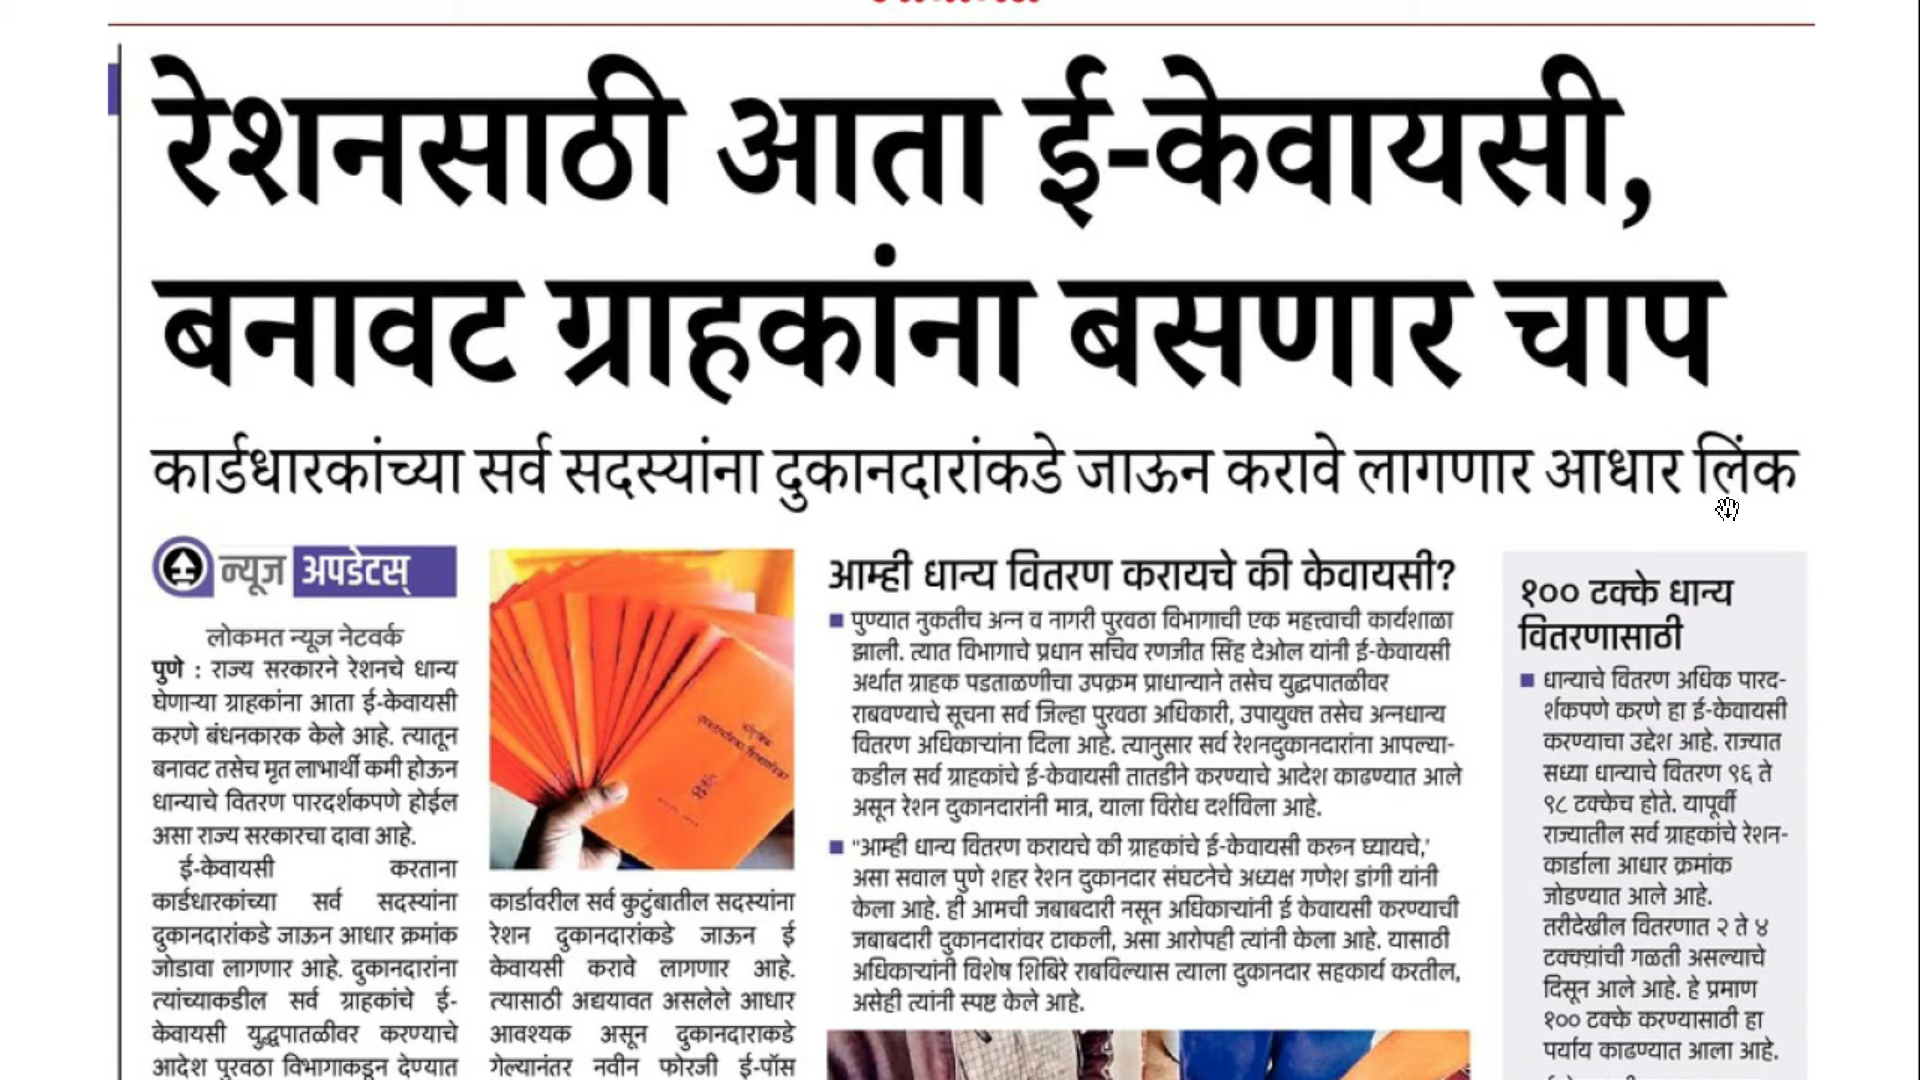 रेशनसाठी आता ई-केवायसी,
बनावट ग्राहकांना बसणार चाप
कार्डधारकांच्या सर्व सदस्यांना दुकानदारांकडे जाऊन करावे लागणार आधार लिंक
न्यूज अपडेटस्
लोकमत न्यूज नेटवर्क
पुणे : राज्य सरकारने रेशनचे धान्य
घेणाऱ्या ग्राहकांना आता ई-केवायसी
करणे बंधनकारक केले आहे. त्यातून
बनावट तसेच मृत लाभार्थी कमी होऊन
धान्याचे वितरण पारदर्शकपणे होईल
असा राज्य सरकारचा दावा आहे.
ई-केवायसी करताना
कार्डधारकांच्या सर्व सदस्यांना
दुकानदारांकडे जाऊन आधार क्रमांक
जोडावा लागणार आहे. दुकानदारांना
त्यांच्याकडील सर्व ग्राहकांचे ई-
केवायसी युद्धपातळीवर करण्याचे
आदेश पुरवठा विभागाकडून देण्यात
कार्डावरील सर्व कुटुंबातील सदस्यांना
रेशन दुकानदारांकडे जाऊन ई
केवायसी करावे लागणार आहे.
त्यासाठी अद्ययावत असलेले आधार
आवश्यक असून दुकानदाराकडे
गेल्यानंतर नवीन फोरजी ई-पॉस
आम्ही धान्य वितरण करायचे की केवायसी?
■ पुण्यात नुकतीच अन्न व नागरी पुरवठा विभागाची एक महत्त्वाची कार्यशाळा
झाली. त्यात विभागाचे प्रधान सचिव रणजीत सिंह देओल यांनी ई-केवायसी
अर्थात ग्राहक पडताळणीचा उपक्रम प्राधान्याने तसेच युद्धपातळीवर
राबवण्याचे सूचना सर्व जिल्हा पुरवठा अधिकारी, उपायुक्त तसेच अन्नधान्य
वितरण अधिकाऱ्यांना दिला आहे. त्यानुसार सर्व रेशनदुकानदारांना आपल्या-
कडील सर्व ग्राहकांचे ई-केवायसी तातडीने करण्याचे आदेश काढण्यात आले
असून रेशन दुकानदारांनी मात्र, याला विरोध दर्शविला आहे.
■ "आम्ही धान्य वितरण करायचे की ग्राहकांचे ई-केवायसी करून घ्यायचे,'
असा सवाल पुणे शहर रेशन दुकानदार संघटनेचे अध्यक्ष गणेश डांगी यांनी
केला आहे. ही आमची जबाबदारी नसून अधिकाऱ्यांनी ई केवायसी करण्याची
जबाबदारी दुकानदारांवर टाकली, असा आरोपही त्यांनी केला आहे. यासाठी
अधिकाऱ्यांनी विशेष शिबिरे राबविल्यास त्याला दुकानदार सहकार्य करतील,
असेही त्यांनी स्पष्ट केले आहे.
१०० टक्के धान्य
वितरणासाठी
■ धान्याचे वितरण अधिक पारद-
र्शकपणे करणे हा ई-केवायसी
करण्याचा उद्देश आहे. राज्यात
सध्या धान्याचे वितरण ९६ ते
९८ टक्केच होते. यापूर्वी
राज्यातील सर्व ग्राहकांचे रेशन-
कार्डाला आधार क्रमांक
जोडण्यात आले आहे.
तरीदेखील वितरणात २ ते ४
टक्क्यांची गळती असल्याचे
दिसून आले आहे. हे प्रमाण
१०० टक्के करण्यासाठी हा
पर्याय काढण्यात आला आहे.